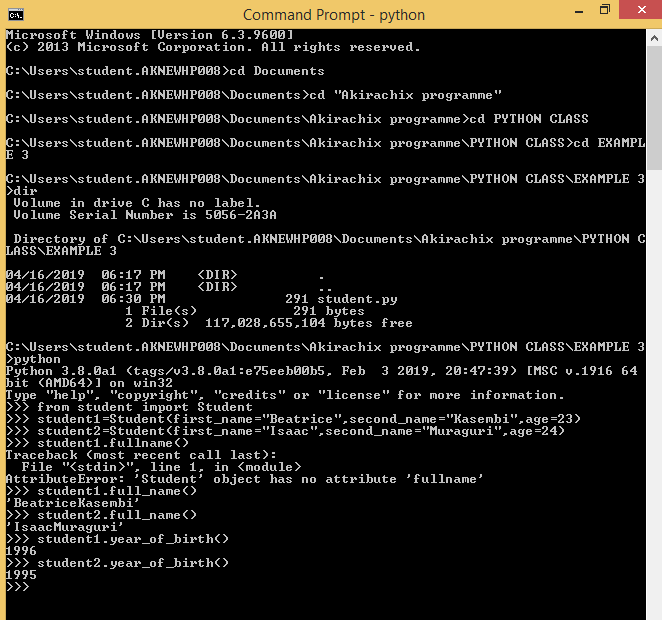 Command Prompt - python
Microsoft Windows [Version 6.3.9600]
(c) 2013 Microsoft Corporation. All rights reserved.
C:\Users\student.AKNEWHP008>cd Documents
C:\Users\student.AKNEWHP008\Documents>cd "Akirachix programme"
C:\Users\student.AKNEWHP008\Documents\Akirachix programme>cd PYTHON CLASS
C:\Users\student.AKNEWHP008\Documents\Akirachix programme\PYTHON CLASS>cd EXAMPL
E 3
C:\Users\student.AKNEWHP008\Documents\Akirachix programme\PYTHON CLASS\EXAMPLE 3
>dir
 Volume in drive C has no label.
 Volume Serial Number is 5056-2A3A
 Directory of C:\Users\student.AKNEWHP008\Documents\Akirachix programme\PYTHON C
LASS\EXAMPLE 3
04/16/2019  06:17 PM    <DIR>          .
04/16/2019  06:17 PM    <DIR>          ..
04/16/2019  06:30 PM               291 student.py
               1 File(s)            291 bytes
               2 Dir(s)  117,028,655,104 bytes free
C:\Users\student.AKNEWHP008\Documents\Akirachix programme\PYTHON CLASS\EXAMPLE 3
>python
Python 3.8.0a1 (tags/v3.8.0a1:e75eeb00b5, Feb  3 2019, 20:47:39) [MSC v.1916 64
bit (AMD64)] on win32
Type "help", "copyright", "credits" or "license" for more information.
>>> from student import Student
>>> student1=Student(first_name="Beatrice",second_name="Kasembi",age=23)
>>> student2=Student(first_name="Isaac",second_name="Muraguri",age=24)
>>> student1.fullname()
Traceback (most recent call last):
  File "<stdin>", line 1, in <module>
AttributeError: 'Student' object has no attribute 'fullname'
>>> student1.full_name()
'BeatriceKasembi'
>>> student2.full_name()
'IsaacMuraguri'
>>> student1.year_of_birth()
1996
>>> student2.year_of_birth()
1995
>>>